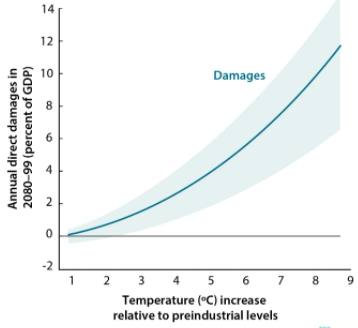 14
12
10
8
6
4
2
0
-2
Annual direct damages in
2080–99 (percent of GDP)
Damages
1 2 3 4 5 6 7 8 9
Temperature (ºC) increase
relative to preindustrial levels